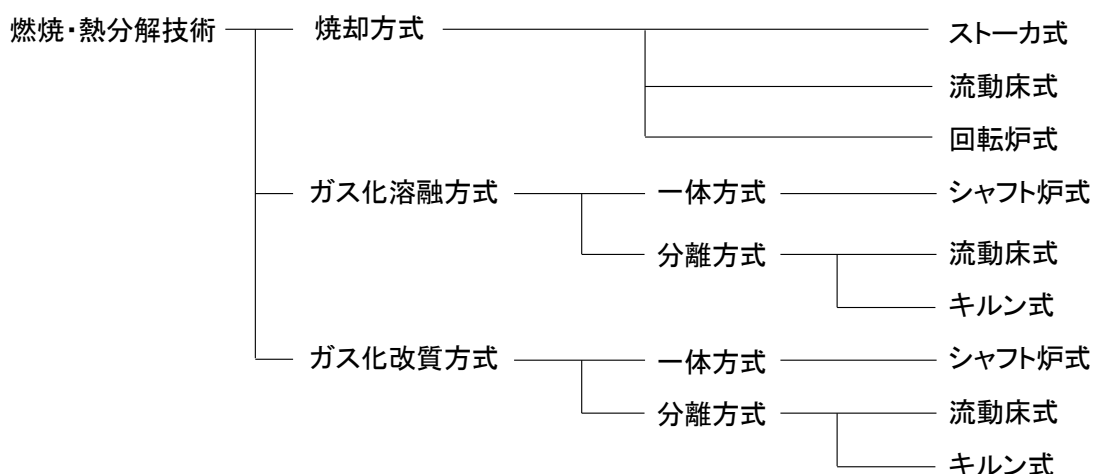 燃焼・熱分解技術 焼却方式 ストーカ式
流動床式
回転炉式
ガス化溶融方式 一体方式 シャフト炉式
分離方式 流動床式
キルン式
ガス化改質方式 一体方式 シャフト炉式
分離方式 流動床式
キルン式